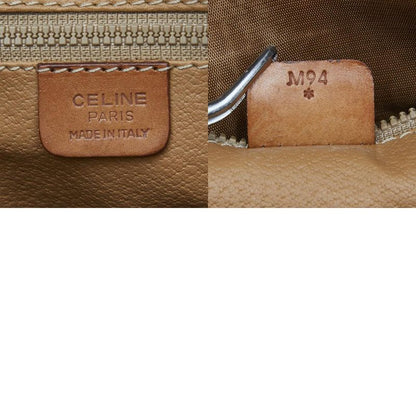 CELINE
PARIS
MADE IN ITALY
M94
*